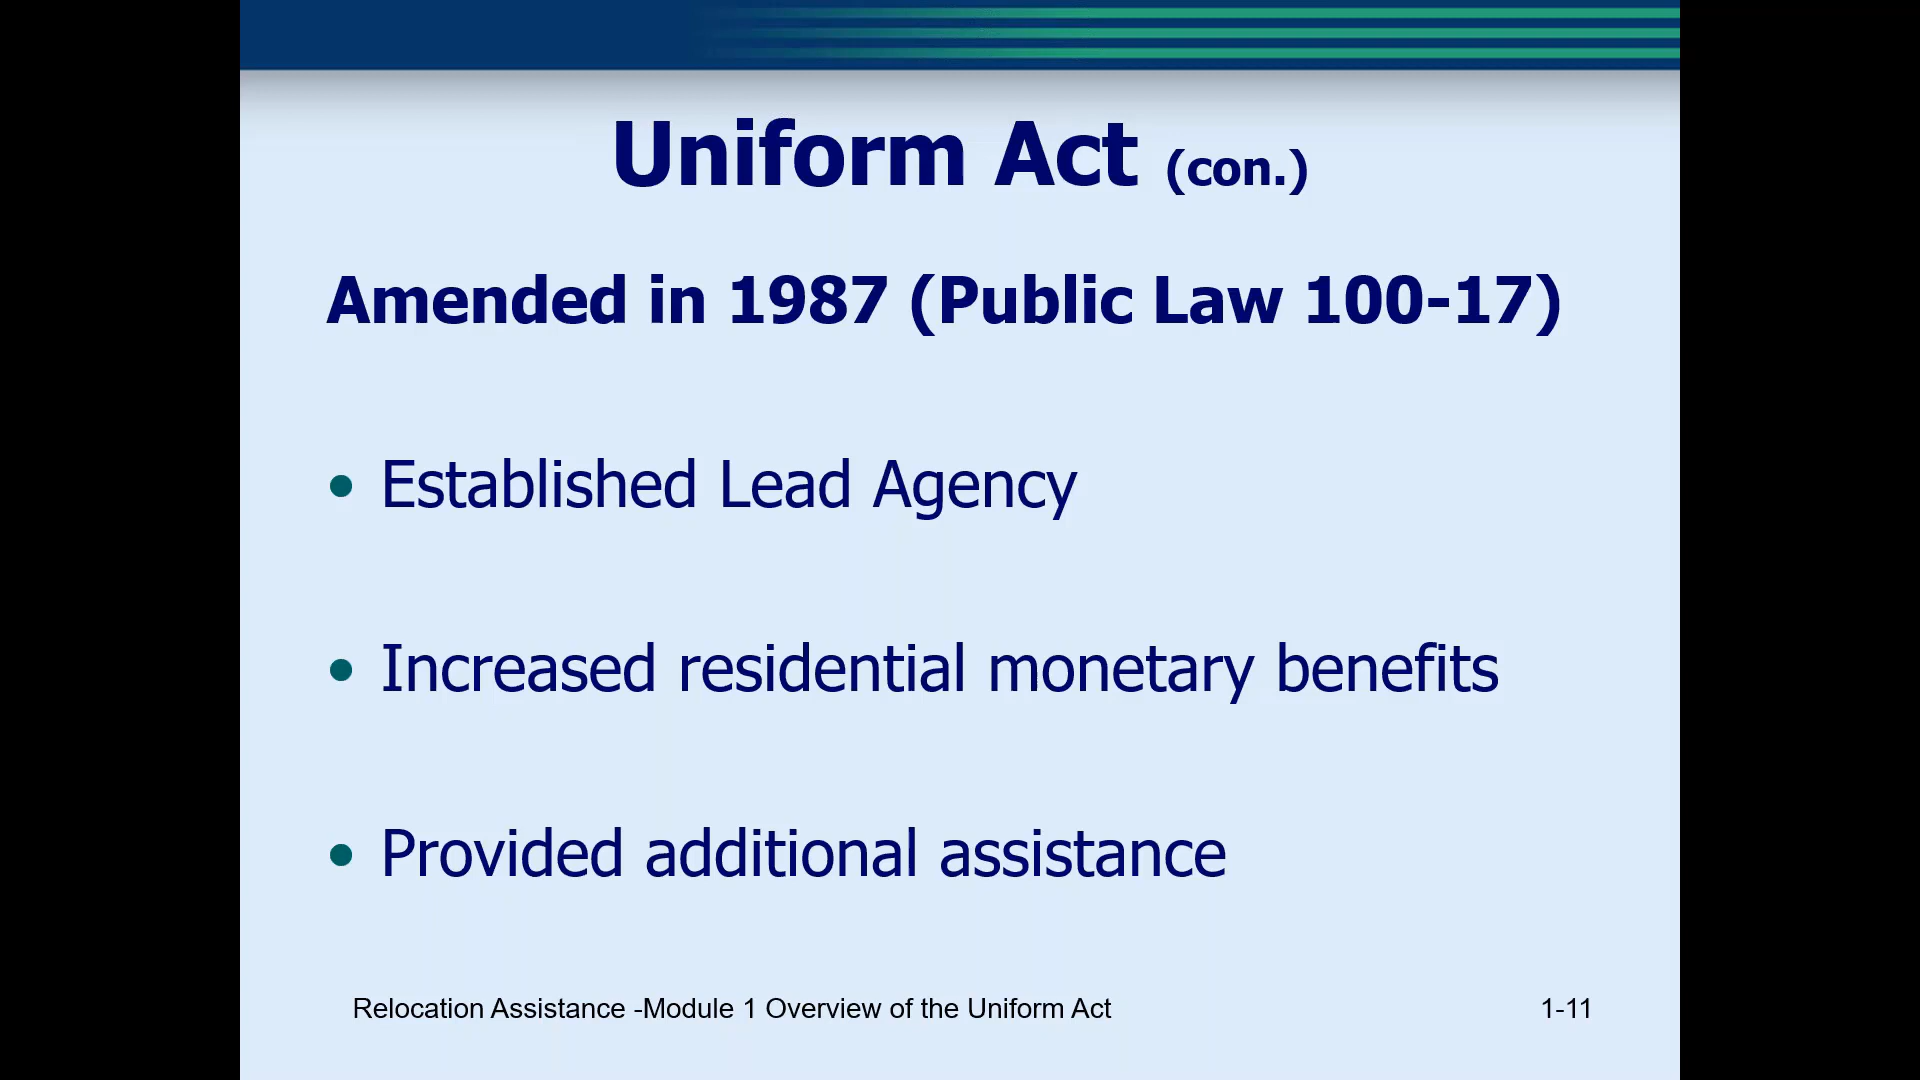 Uniform Act (con.)
Amended in 1987 (Public Law 100-17)
• Established Lead Agency
• Increased residential monetary benefits
• Provided additional assistance
Relocation Assistance -Module 1 Overview of the Uniform Act
1-11